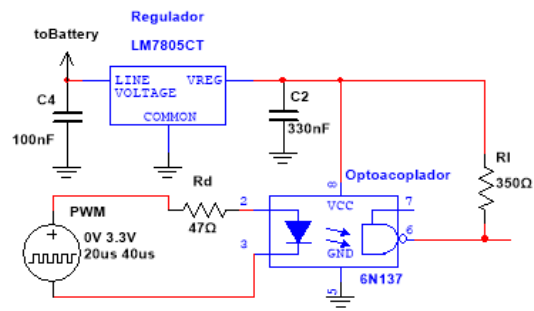 Regulador
toBattery
LM7805CT
LINE VREG
VOLTAGE
COMMON
C4
100nF
C2
330nF
Rl
350Ω
Optoacoplador
Rd
47Ω
PWM
0V 3.3V
20us 40us
2
3
8
VCC
GND
5
7
6
6N137